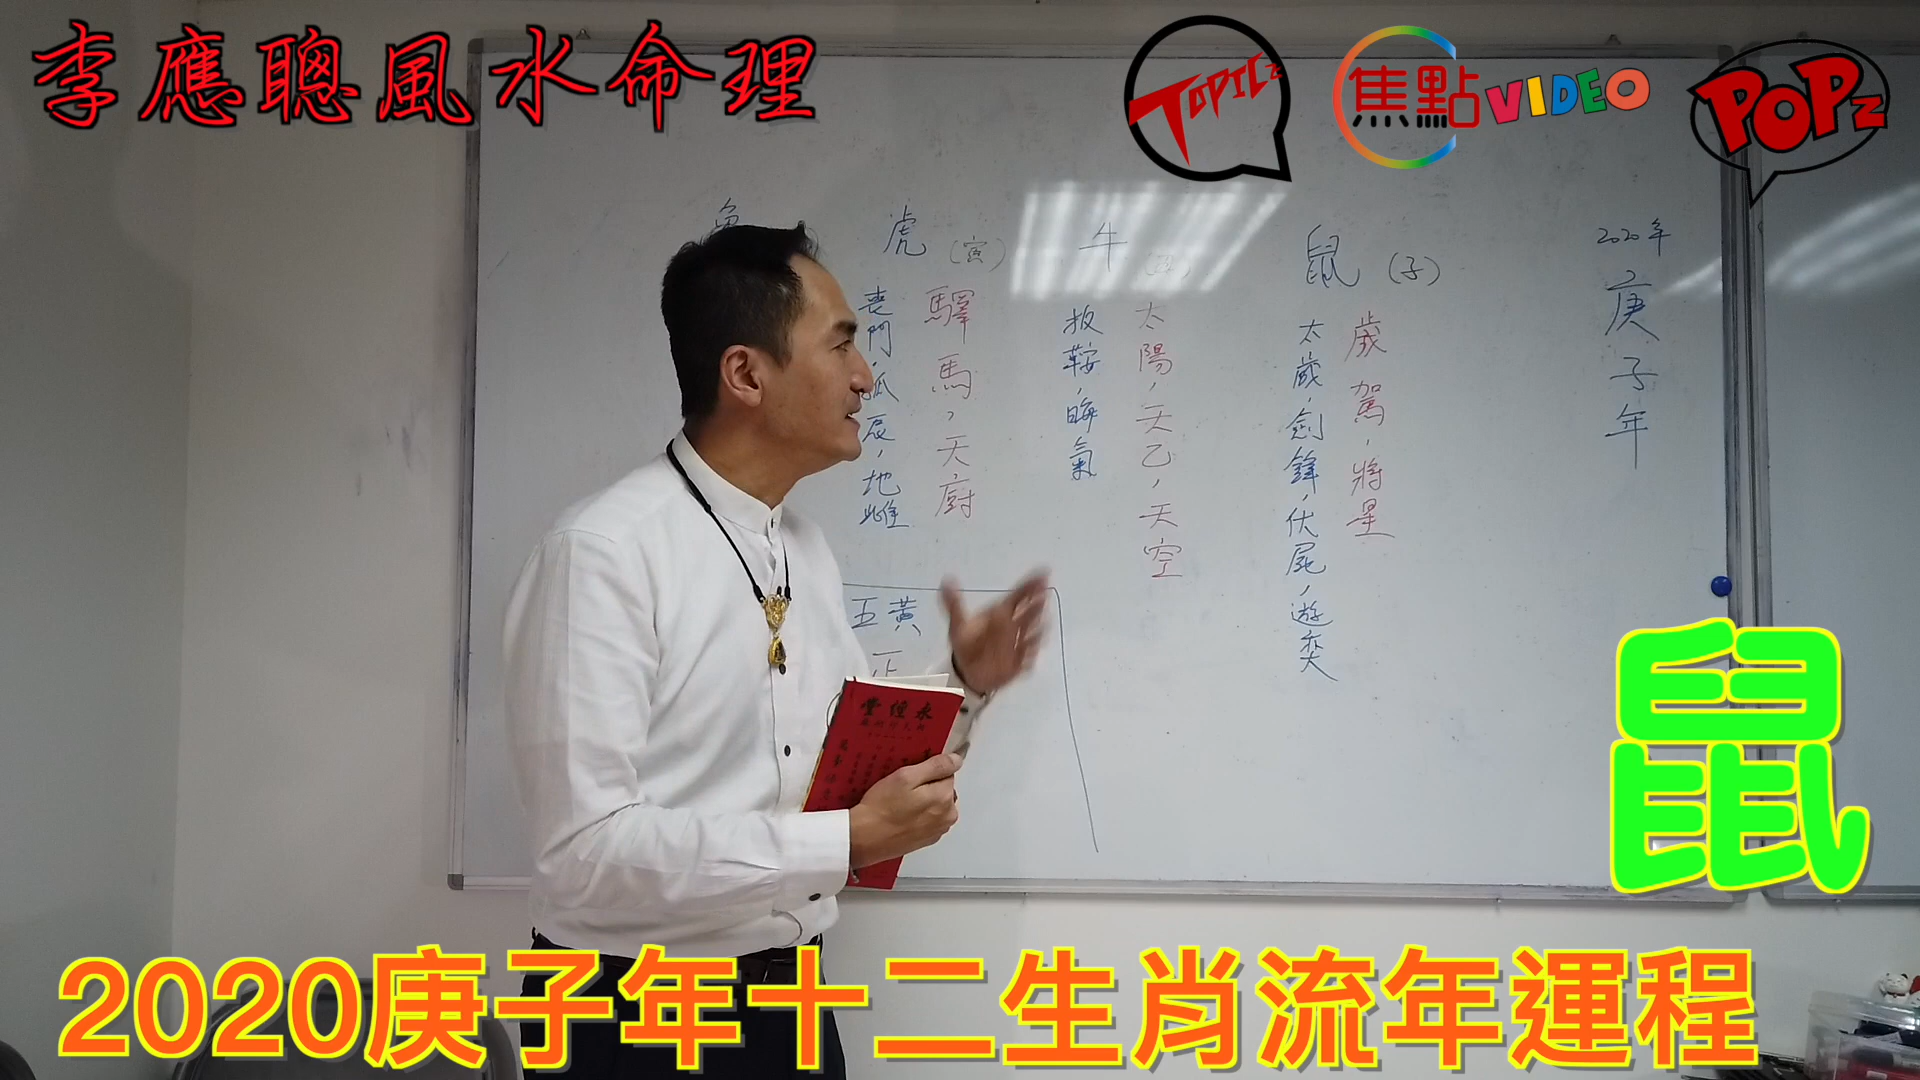 李應聰風水命理
TOPICz
焦點VIDEO
POPz
2020年
庚子年
鼠(子)
歲駕,將星
太歲,劍鋒,伏屍,遊奕
牛
太陽,天乙,天空
扳鞍,晦氣
虎(寅)
驛馬,天廚
喪門,孤辰,地雌
五黃
永經堂
鼠
2020庚子年十二生肖流年運程